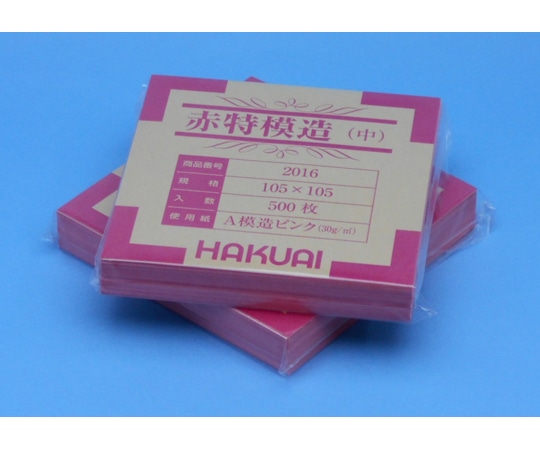 赤特模造（中）
商品番号 2016
規格 105×105
入数 500枚
使用紙 A模造ピンク(30g/㎡)
HAKUAI